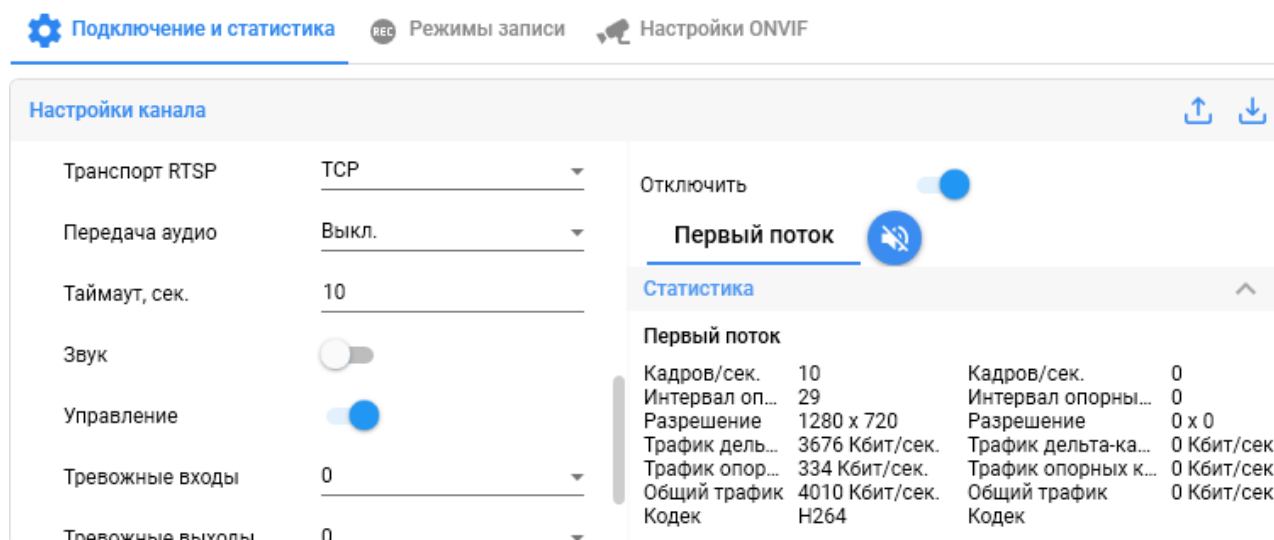 Подключение и статистика REC Режимы записи Настройки ONVIF
Настройки канала
Транспорт RTSP TCP
Передача аудио Выкл.
Таймаут, сек. 10
Звук
Управление
Тревожные входы 0
Тревожные выходы 0
Отключить
Первый поток
Статистика
Первый поток
Кадров/сек. 10 Кадров/сек. 0
Интервал оп... 29 Интервал опорны... 0
Разрешение 1280 x 720 Разрешение 0 x 0
Трафик дель... 3676 Кбит/сек. Трафик дельта-ка... 0 Кбит/сек
Трафик опор... 334 Кбит/сек. Трафик опорных к... 0 Кбит/сек
Общий трафик 4010 Кбит/сек. Общий трафик 0 Кбит/сек
Кодек H264 Кодек